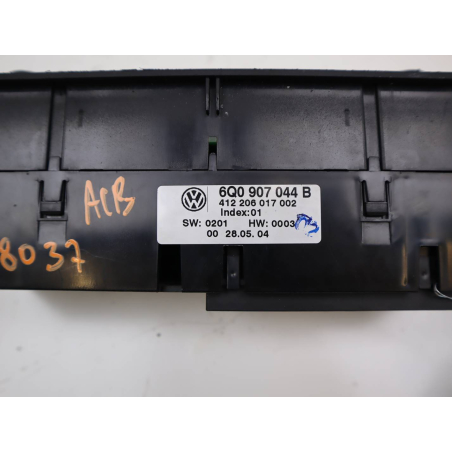 6Q0 907 044 B
412 206 017 002
Index:01
SW: 0201 HW: 0003
00 28.05.04
ACB
8037